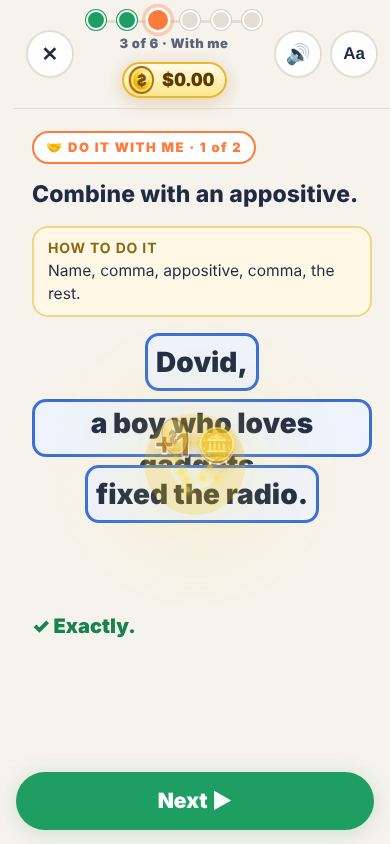 3 of 6 · With me
$0.00
Aa
DO IT WITH ME · 1 of 2
Combine with an appositive.
HOW TO DO IT
Name, comma, appositive, comma, the
rest.
Dovid,
a boy who loves
+1
fixed the radio.
✓ Exactly.
Next ▶